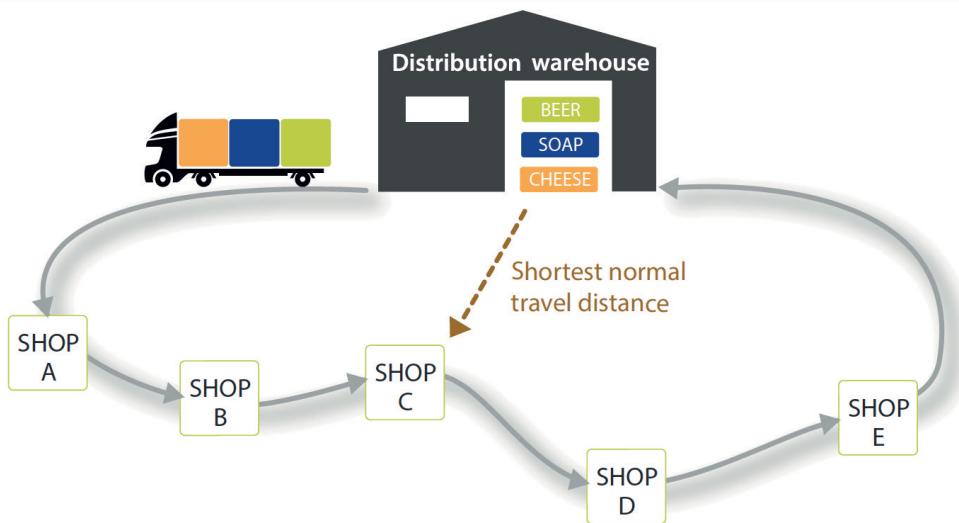 Distribution warehouse
BEER
SOAP
CHEESE
Shortest normal
travel distance
SHOP
A
SHOP
B
SHOP
C
SHOP
D
SHOP
E